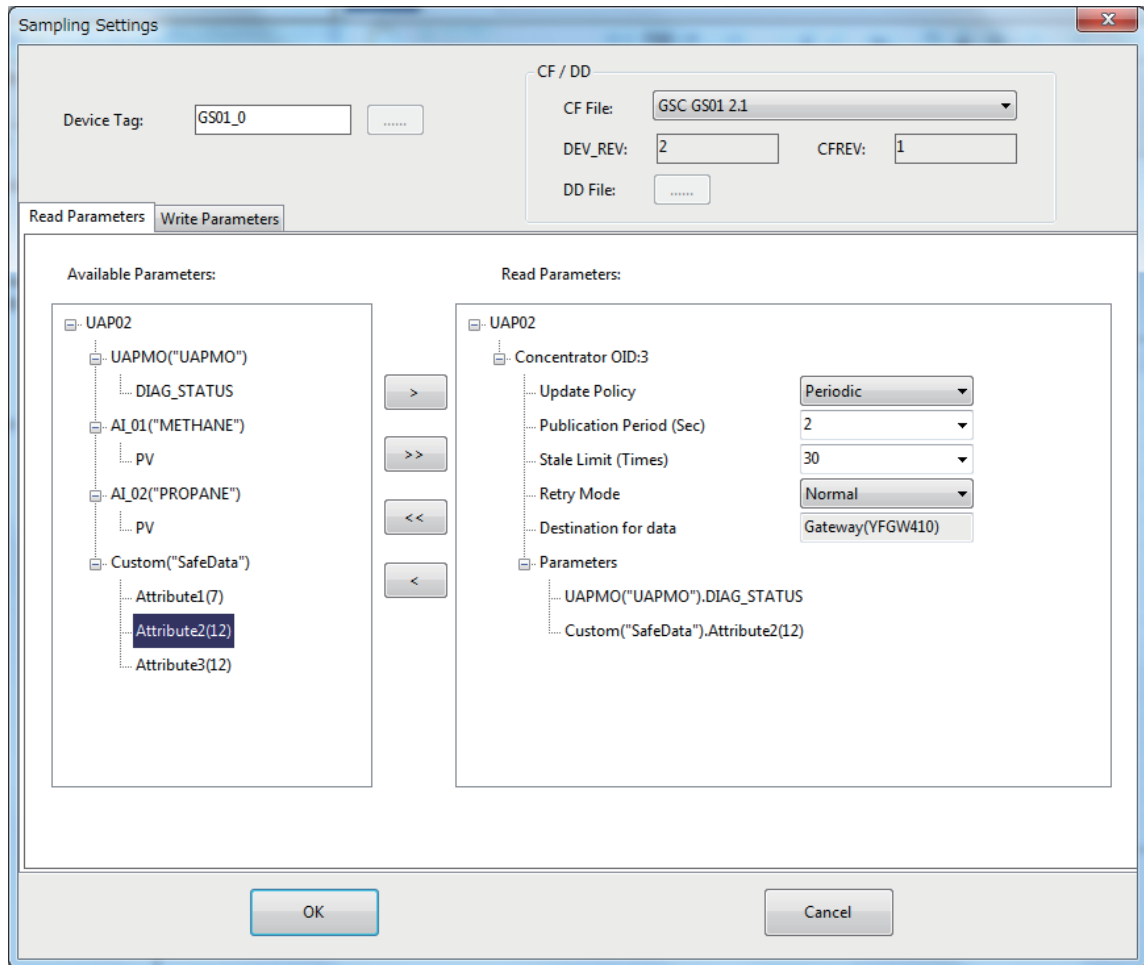 Sampling Settings
X
CF / DD
Device Tag: GS01_0 ......
CF File: GSC GS01 2.1
DEV_REV: 2 CFREV: 1
DD File: ......
Read Parameters Write Parameters
Available Parameters:
UAP02
UAPMO("UAPMO")
DIAG_STATUS
AI_01("METHANE")
PV
AI_02("PROPANE")
PV
Custom("SafeData")
Attribute1(7)
Attribute2(12)
Attribute3(12)
>
>>
<<
<
Read Parameters:
UAP02
Concentrator OID:3
Update Policy Periodic
Publication Period (Sec) 2
Stale Limit (Times) 30
Retry Mode Normal
Destination for data Gateway(YFGW410)
Parameters
UAPMO("UAPMO").DIAG_STATUS
Custom("SafeData").Attribute2(12)
OK Cancel